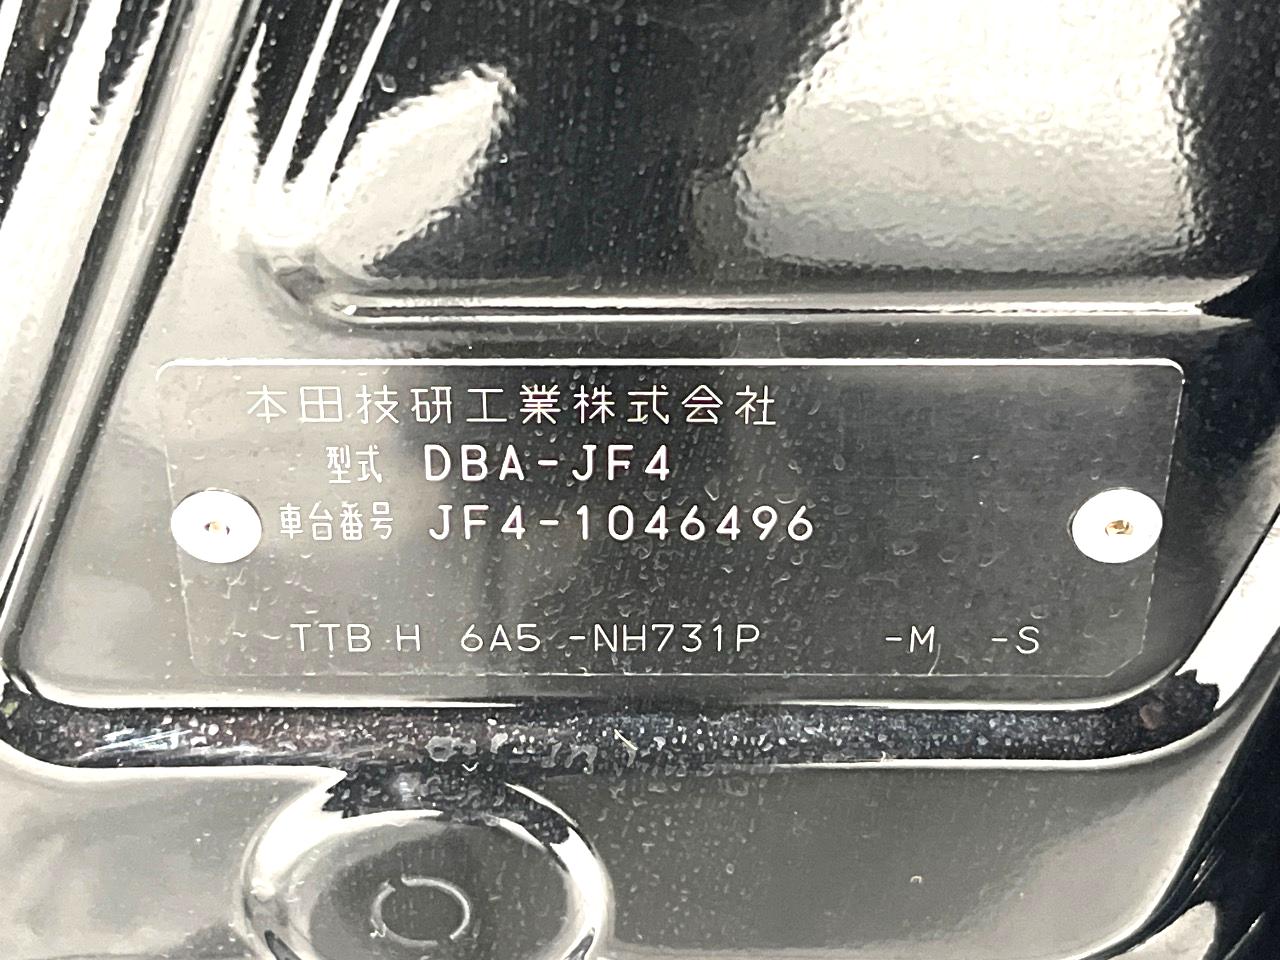 本田技研工業株式会社
型式 DBA-JF4
車台番号 JF4-1046496
TTB H 6A5 -NH731P -M -S